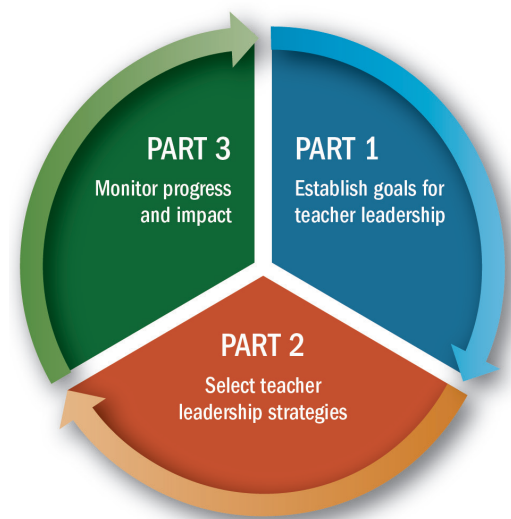 PART 1
Establish goals for
teacher leadership
PART 2
Select teacher
leadership strategies
PART 3
Monitor progress
and impact